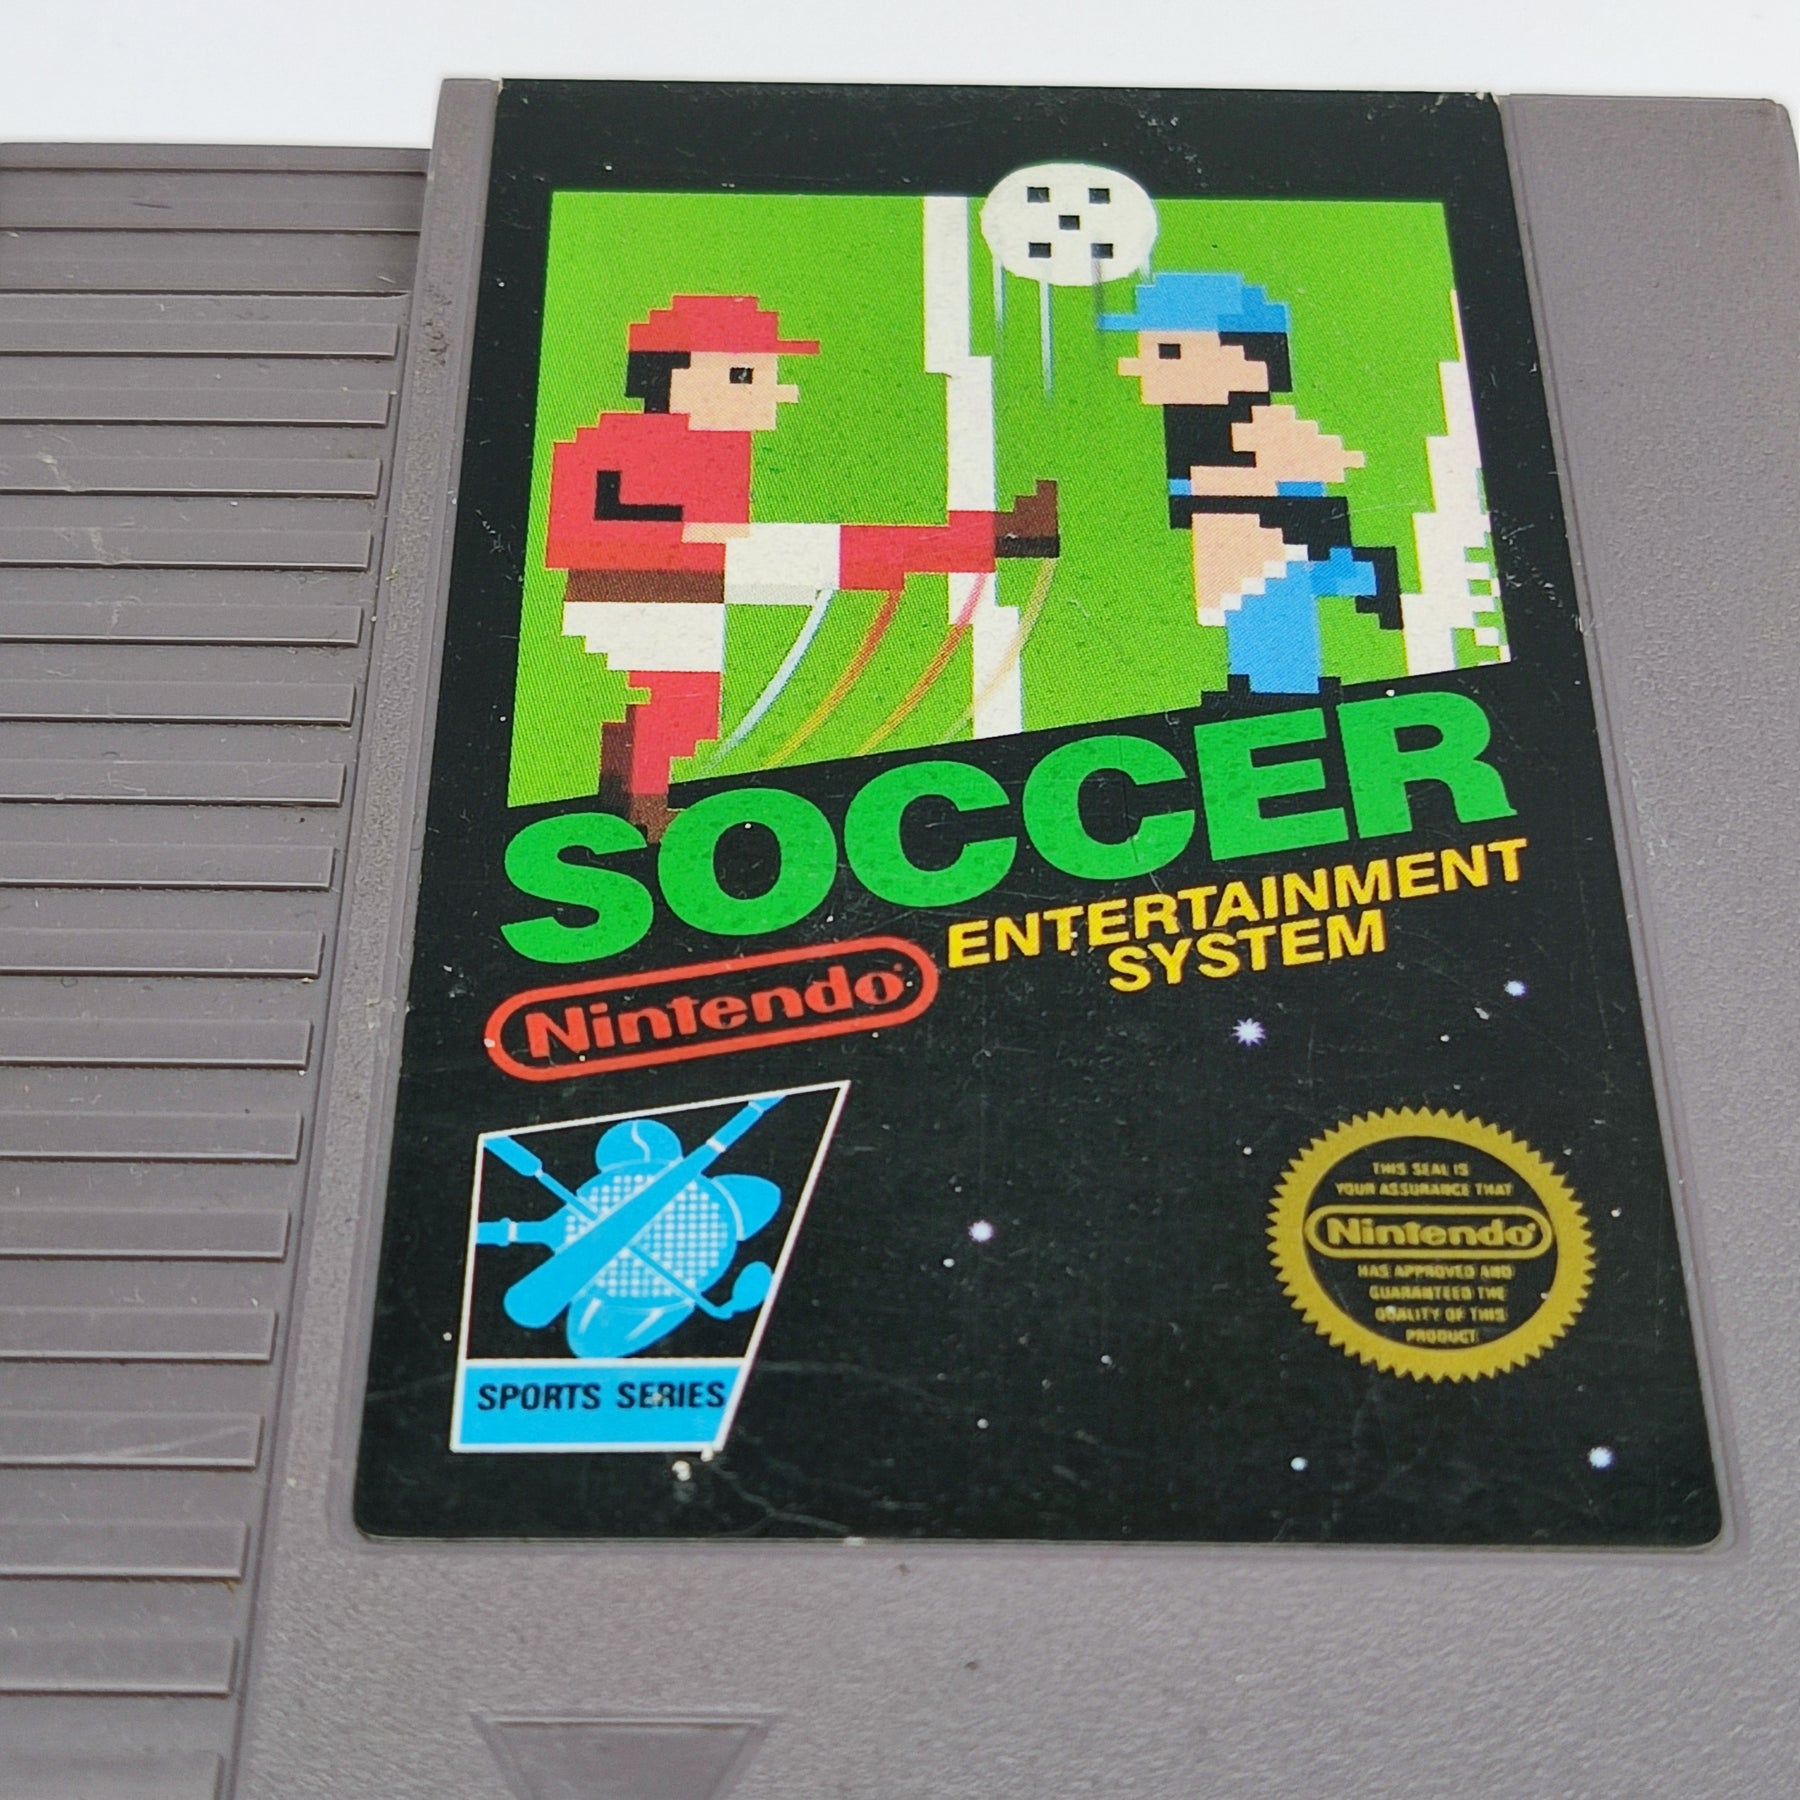 SOCCER
ENTERTAINMENT
SYSTEM
Nintendo
SPORTS SERIES
THIS SEAL IS
YOUR ASSURANCE THAT
Nintendo
HAS APPROVED AND
GUARANTEED THE
QUALITY OF THIS
PRODUCT.